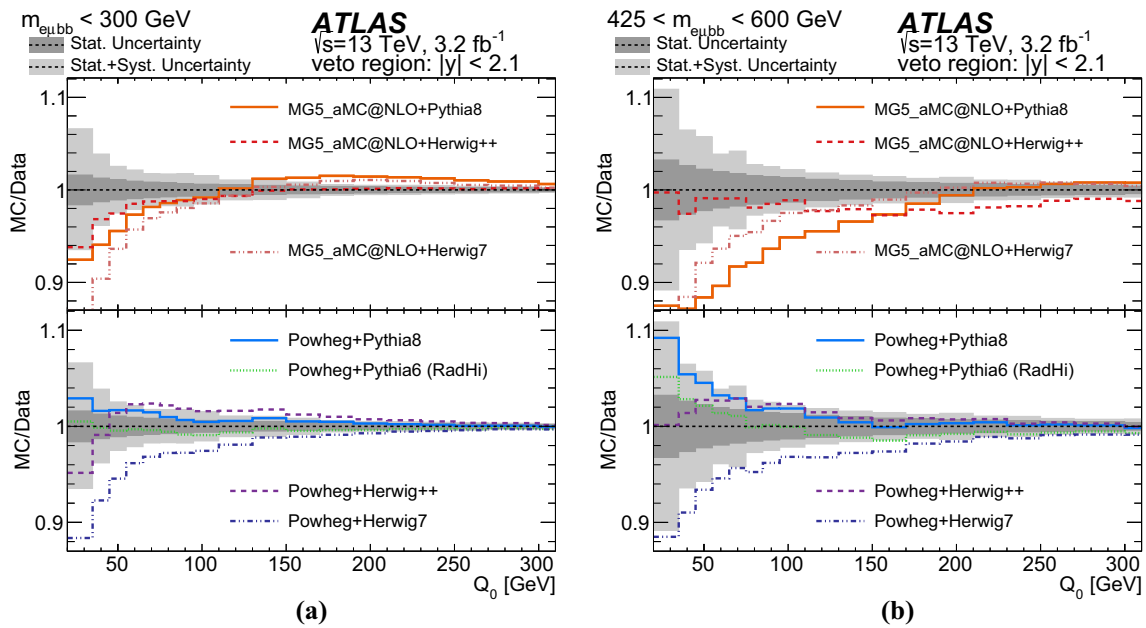 m_eμbb < 300 GeV
ATLAS
Stat. Uncertainty
Stat.+Syst. Uncertainty
√s=13 TeV, 3.2 fb⁻¹
veto region: |y| < 2.1
MC/Data
1.1
1
0.9
MG5_aMC@NLO+Pythia8
MG5_aMC@NLO+Herwig++
MG5_aMC@NLO+Herwig7
MC/Data
1.1
1
0.9
Powheg+Pythia8
Powheg+Pythia6 (RadHi)
Powheg+Herwig++
Powheg+Herwig7
50 100 150 200 250 300
Q₀ [GeV]
(a)
425 < m_eμbb < 600 GeV
ATLAS
Stat. Uncertainty
Stat.+Syst. Uncertainty
√s=13 TeV, 3.2 fb⁻¹
veto region: |y| < 2.1
MC/Data
1.1
1
0.9
MG5_aMC@NLO+Pythia8
MG5_aMC@NLO+Herwig++
MG5_aMC@NLO+Herwig7
MC/Data
1.1
1
0.9
Powheg+Pythia8
Powheg+Pythia6 (RadHi)
Powheg+Herwig++
Powheg+Herwig7
50 100 150 200 250 300
Q₀ [GeV]
(b)